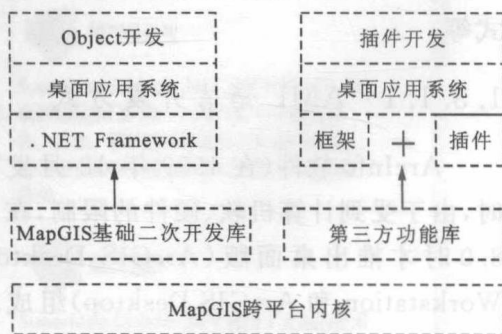 Object开发
桌面应用系统
. NET Framework
MapGIS基础二次开发库
插件开发
桌面应用系统
框架 + 插件
第三方功能库
MapGIS跨平台内核